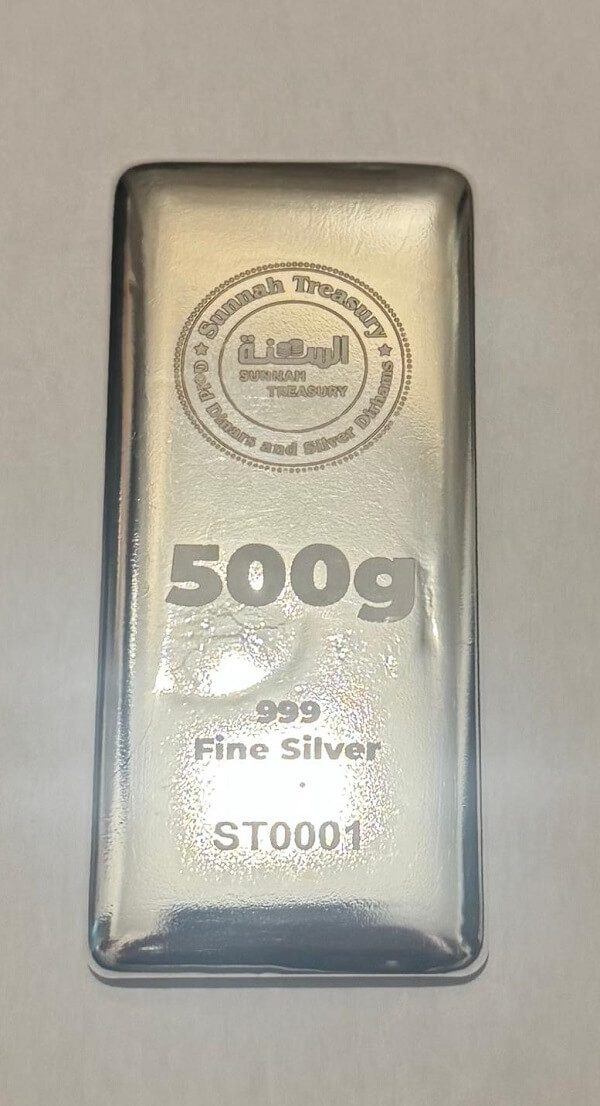 Sunnah Treasury
السنة
SUNNAH
TREASURY
Gold Dinars and Silver Dirhams
500g
999
Fine Silver
ST0001